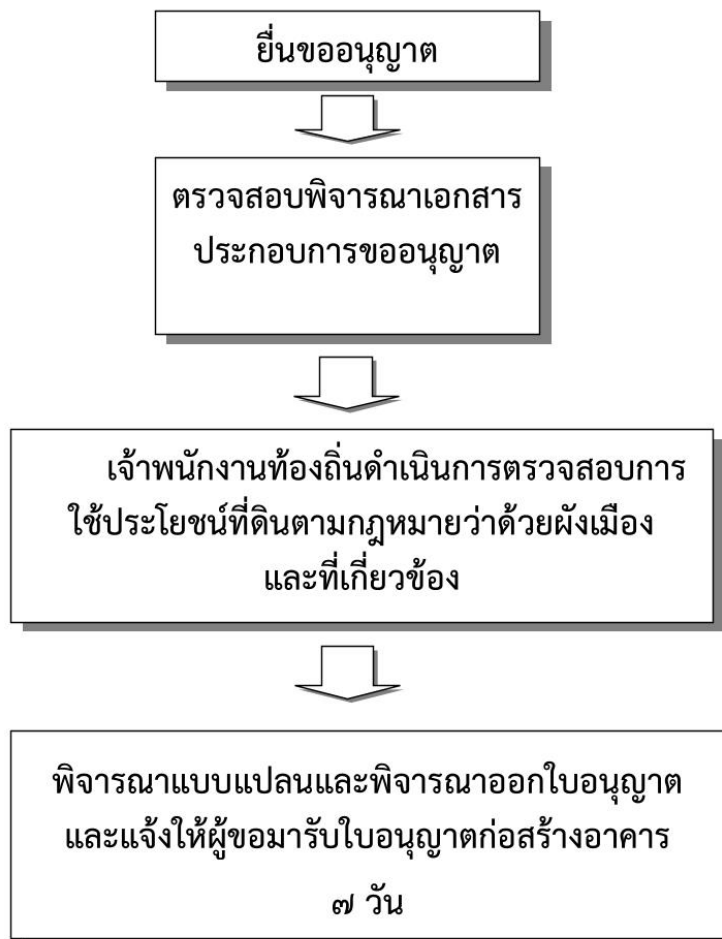 ยื่นขออนุญาต
ตรวจสอบพิจารณาเอกสาร
ประกอบการขออนุญาต
เจ้าพนักงานท้องถิ่นดำเนินการตรวจสอบการ
ใช้ประโยชน์ที่ดินตามกฎหมายว่าด้วยผังเมือง
และที่เกี่ยวข้อง
พิจารณาแบบแปลนและพิจารณาออกใบอนุญาต
และแจ้งให้ผู้ขอมารับใบอนุญาตก่อสร้างอาคาร
๗ วัน